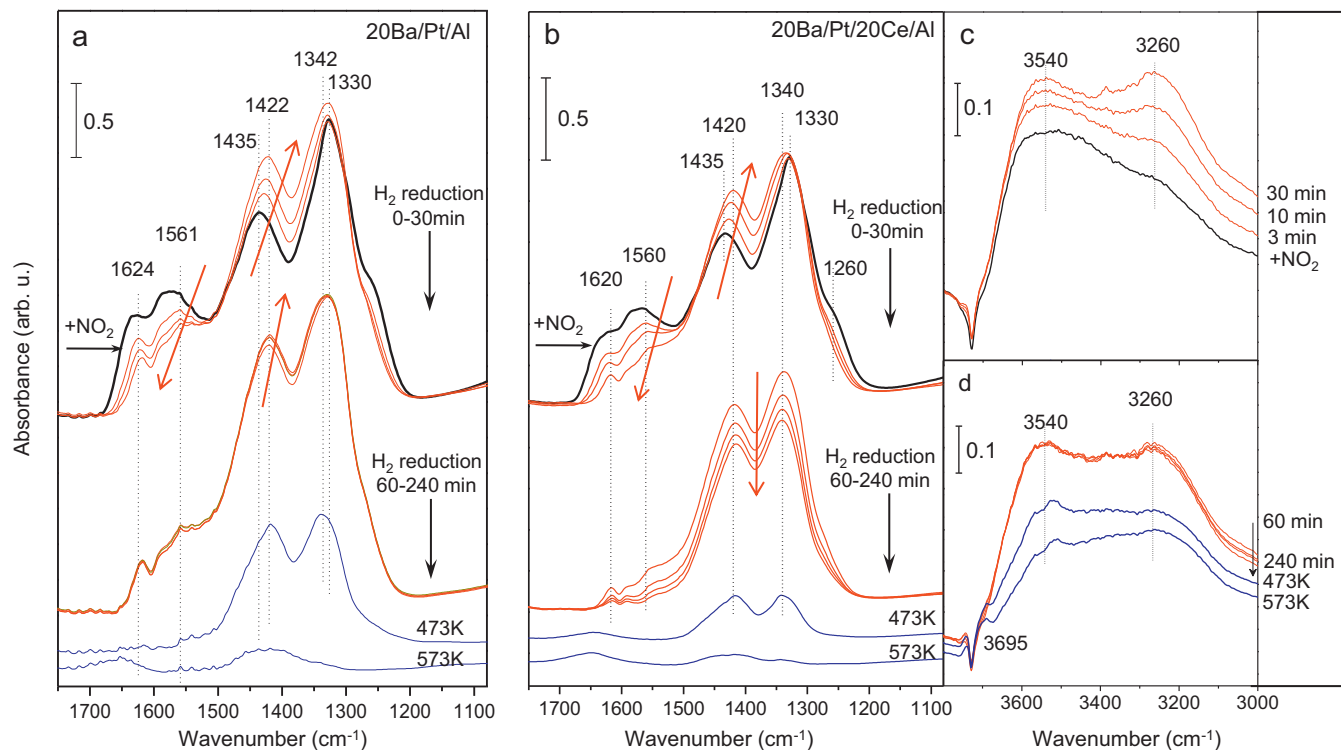 a
20Ba/Pt/Al
1342
1330
1422
1435
0.5
H2 reduction
0-30min
1561
1624
+NO2
H2 reduction
60-240 min
473K
573K
1700 1600 1500 1400 1300 1200 1100
Wavenumber (cm-1)
Absorbance (arb. u.)
b
20Ba/Pt/20Ce/Al
1340
1330
1420
1435
0.5
H2 reduction
0-30min
1560
1620
1260
+NO2
H2 reduction
60-240 min
473K
573K
1700 1600 1500 1400 1300 1200 1100
Wavenumber (cm-1)
c
3540
3260
0.1
30 min
10 min
3 min
+NO2
d
3540
3260
0.1
60 min
240 min
473K
573K
3695
3600 3400 3200 3000
Wavenumber (cm-1)